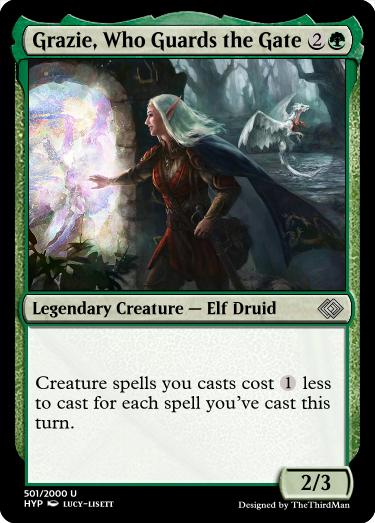 Grazie, Who Guards the Gate 2
Legendary Creature — Elf Druid
Creature spells you casts cost 1 less
to cast for each spell you've cast this
turn.
2/3
501/2000 U
HYP LUCY-LISETT
Designed by TheThirdMan